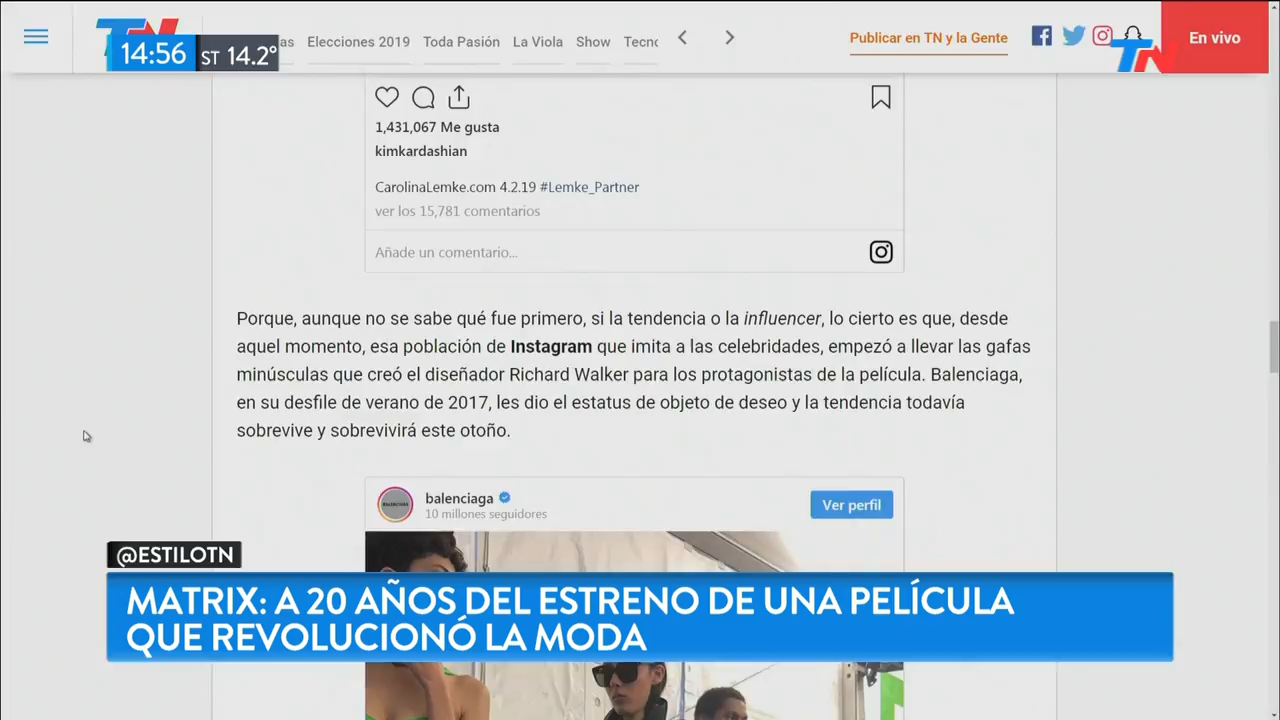 TN
14:56
ST 14.2°
as
Elecciones 2019
Toda Pasión
La Viola
Show
Tecno
Publicar en TN y la Gente
TN
En vivo
1,431,067 Me gusta
kimkardashian
CarolinaLemke.com 4.2.19 #Lemke_Partner
ver los 15,781 comentarios
Añade un comentario...
Porque, aunque no se sabe qué fue primero, si la tendencia o la influencer, lo cierto es que, desde
aquel momento, esa población de Instagram que imita a las celebridades, empezó a llevar las gafas
minúsculas que creó el diseñador Richard Walker para los protagonistas de la película. Balenciaga,
en su desfile de verano de 2017, les dio el estatus de objeto de deseo y la tendencia todavía
sobrevive y sobrevivirá este otoño.
balenciaga
10 millones seguidores
Ver perfil
@ESTILOTN
MATRIX: A 20 AÑOS DEL ESTRENO DE UNA PELÍCULA
QUE REVOLUCIONÓ LA MODA